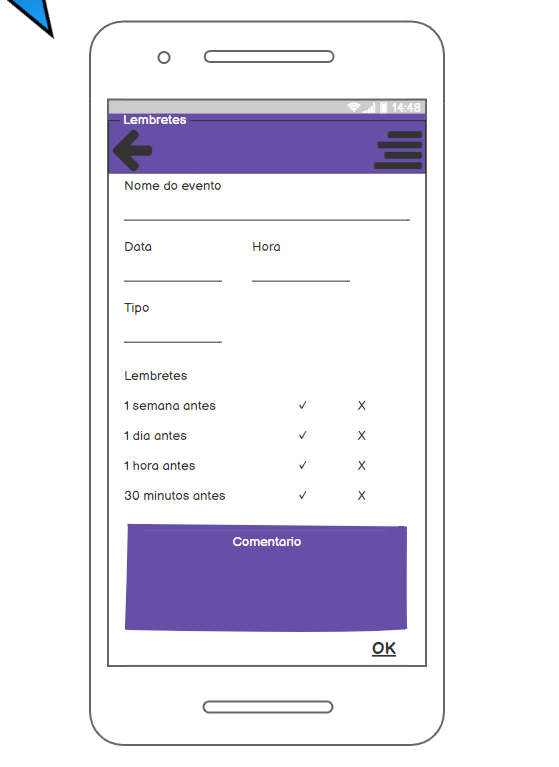 14:48
Lembretes
Nome do evento
Data Hora
Tipo
Lembretes
1 semana antes ✓ X
1 dia antes ✓ X
1 hora antes ✓ X
30 minutos antes ✓ X
Comentario
OK